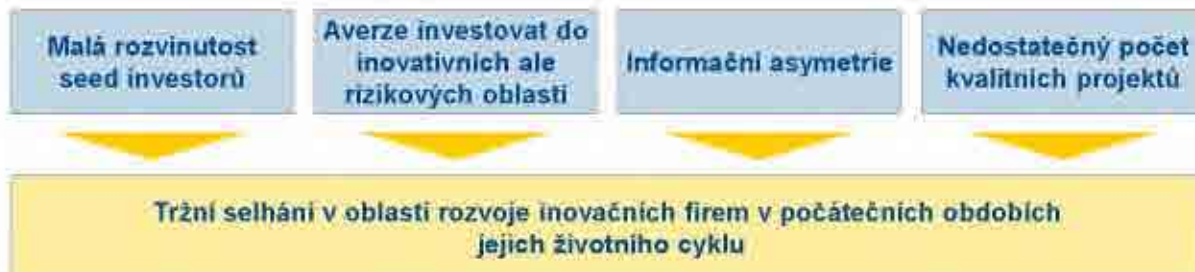 Malá rozvinutost
seed investorů
Averze investovat do
inovativních ale
rizikových oblastí
Informační asymetrie
Nedostatečný počet
kvalitních projektů
Tržní selhání v oblasti rozvoje inovačních firem v počátečních obdobích
jejich životního cyklu